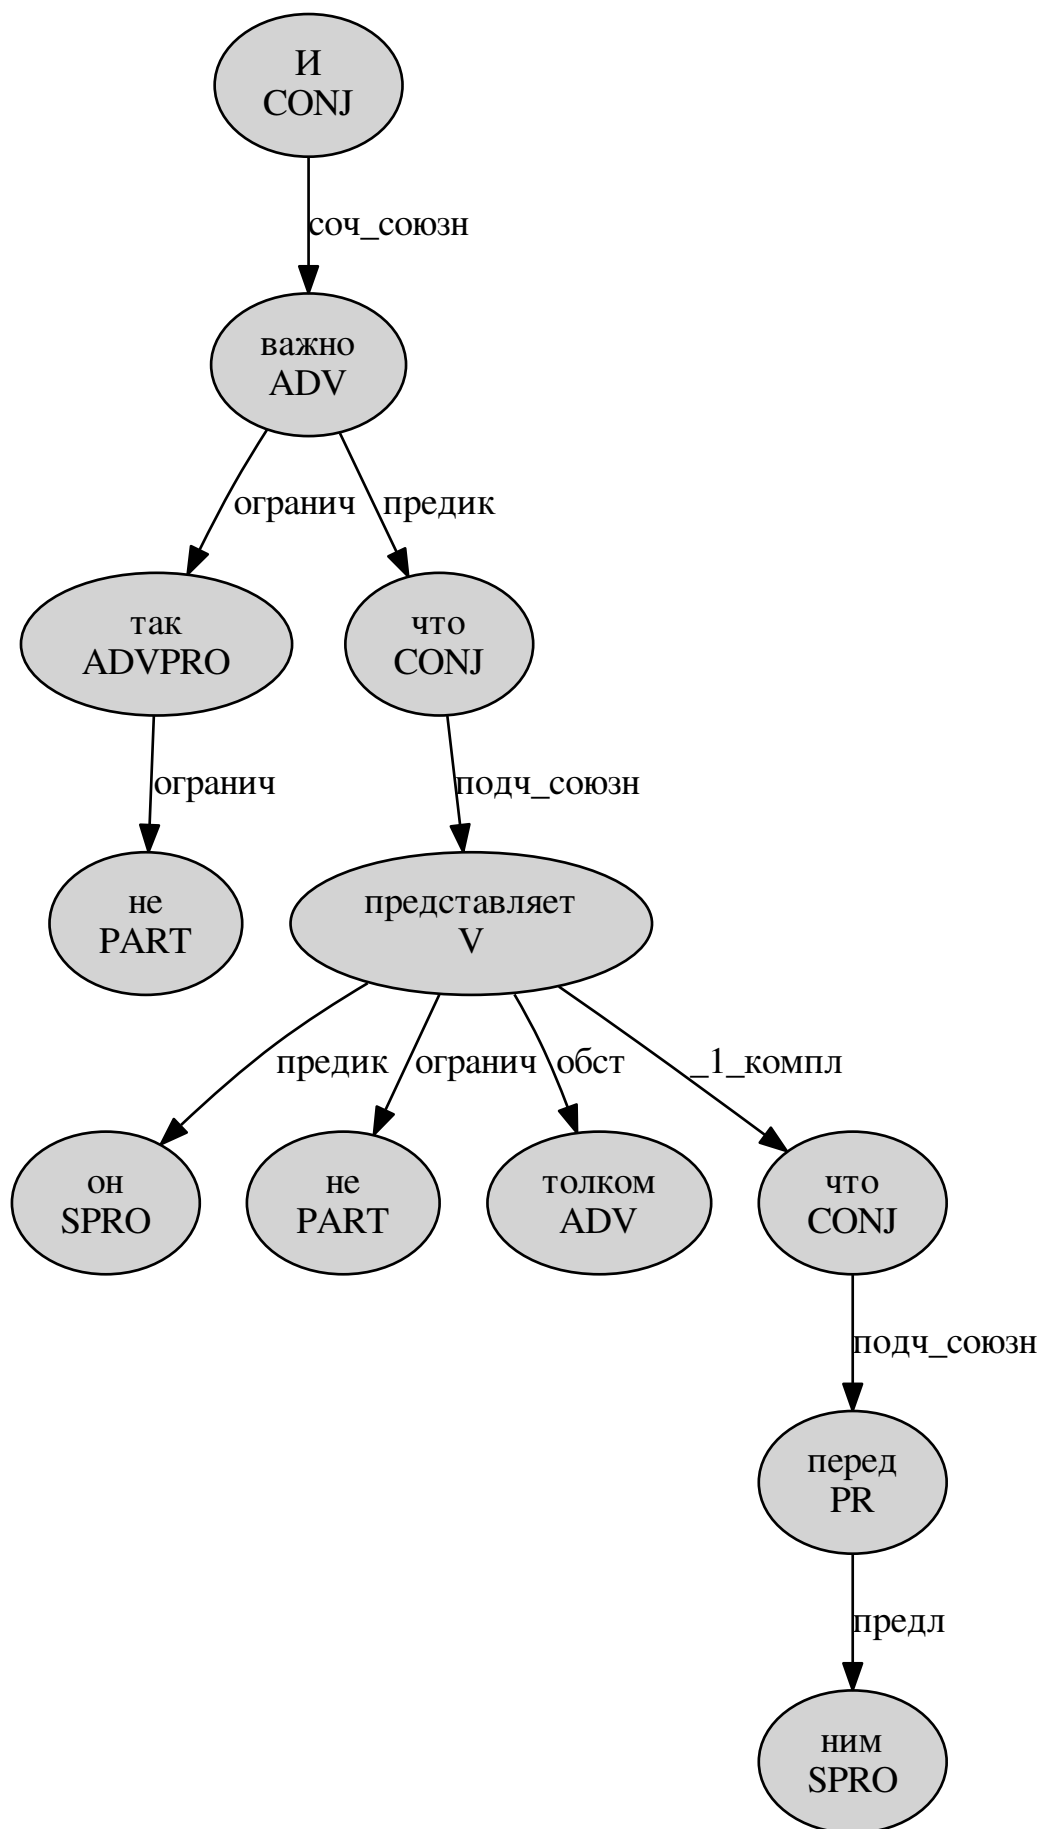 И
CONJ
соч_союзн
важно
ADV
огранич
предик
так
ADVPRO
что
CONJ
огранич
подч_союзн
не
PART
представляет
V
предик
огранич
обст
_1_компл
он
SPRO
не
PART
толком
ADV
что
CONJ
подч_союзн
перед
PR
предл
ним
SPRO